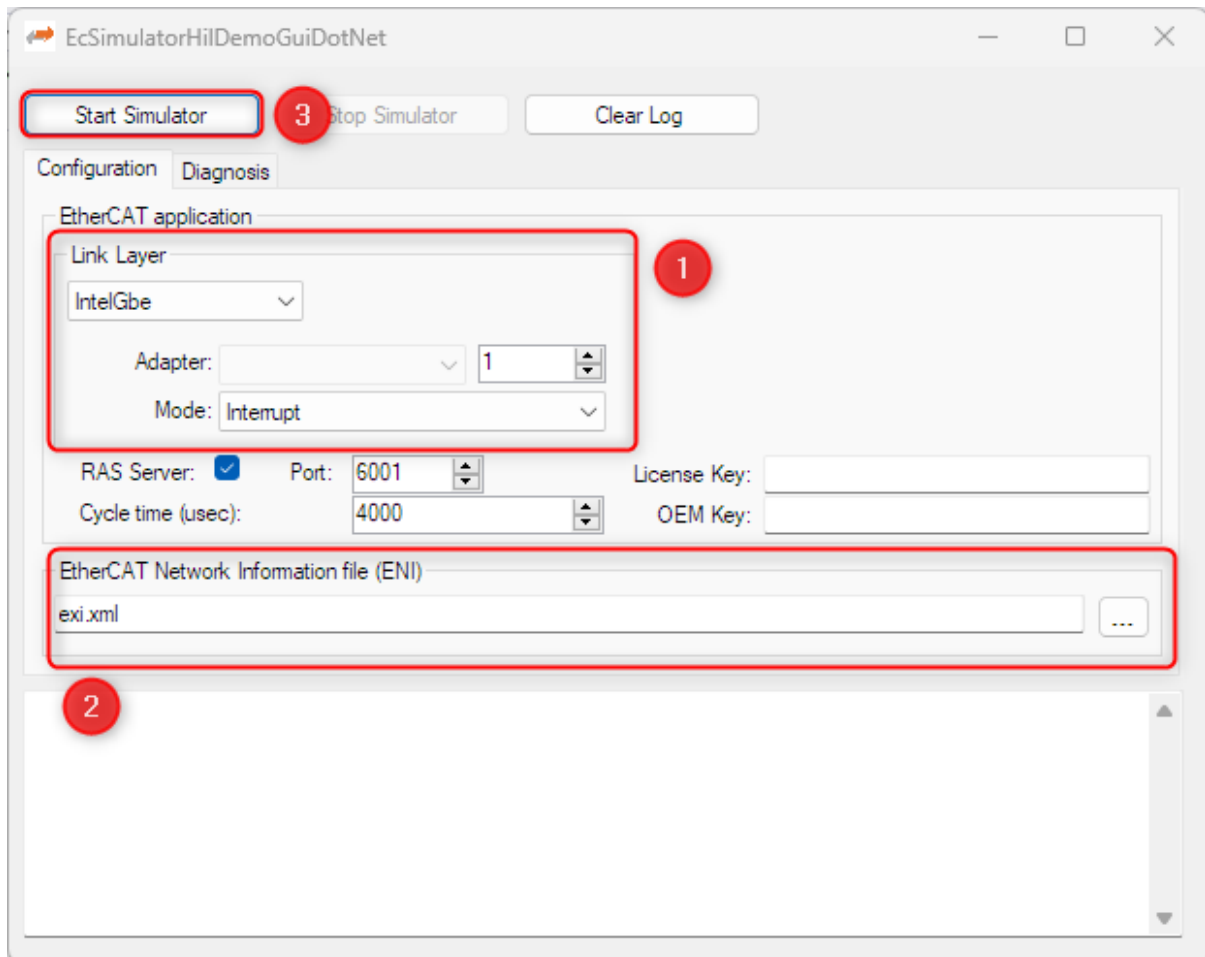 EcSimulatorHilDemoGuiDotNet
Start Simulator 3 Stop Simulator Clear Log
Configuration Diagnosis
EtherCAT application
Link Layer
1
IntelGbe
Adapter: 1
Mode: Interrupt
RAS Server: Port: 6001 License Key:
Cycle time (usec): 4000 OEM Key:
EtherCAT Network Information file (ENI)
exi.xml ...
2